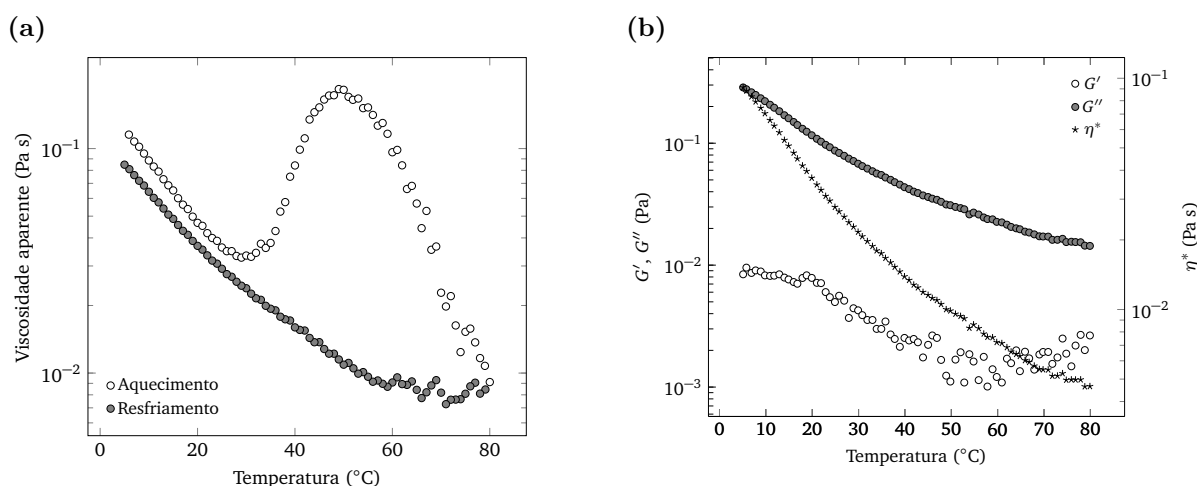 (a)
Viscosidade aparente (Pa s)
10⁻¹
10⁻²
0
20
40
60
80
Temperatura (°C)
Aquecimento
Resfriamento
(b)
G′, G″ (Pa)
10⁻¹
10⁻²
10⁻³
0
10
20
30
40
50
60
70
80
Temperatura (°C)
G′
G″
η*
10⁻¹
10⁻²
η* (Pa s)